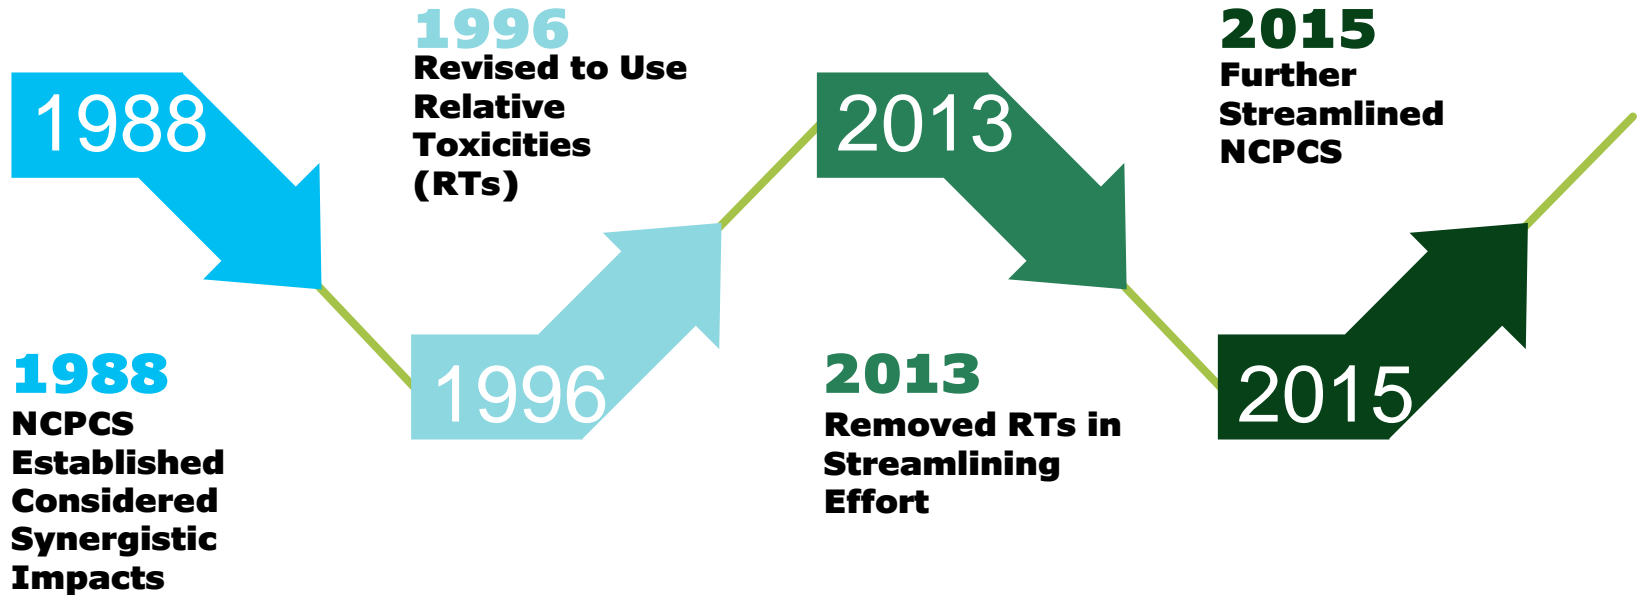 1988
1988
NCPCS
Established
Considered
Synergistic
Impacts
1996
Revised to Use
Relative
Toxicities
(RTs)
1996
2013
2013
Removed RTs in
Streamlining
Effort
2015
Further
Streamlined
NCPCS
2015